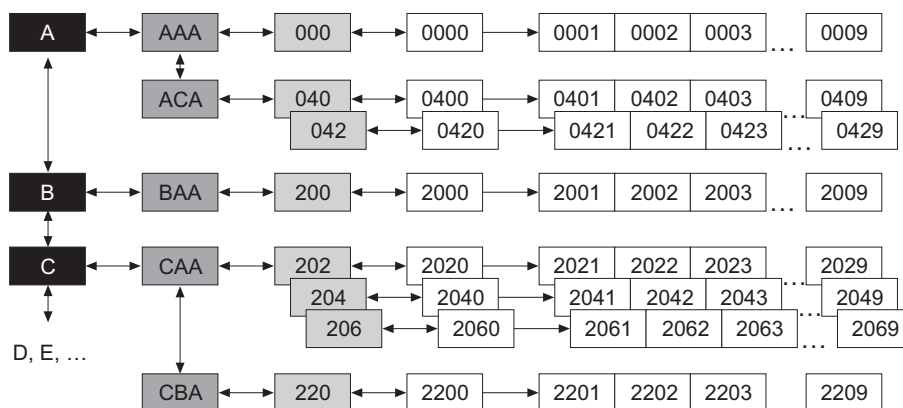 A AAA 000 0000 0001 0002 0003 ... 0009
ACA 040 0400 0401 0402 0403 ... 0409
042 0420 0421 0422 0423 ... 0429
B BAA 200 2000 2001 2002 2003 ... 2009
C CAA 202 2020 2021 2022 2023 ... 2029
204 2040 2041 2042 2043 ... 2049
206 2060 2061 2062 2063 ... 2069
D, E, ...
CBA 220 2200 2201 2202 2203 ... 2209